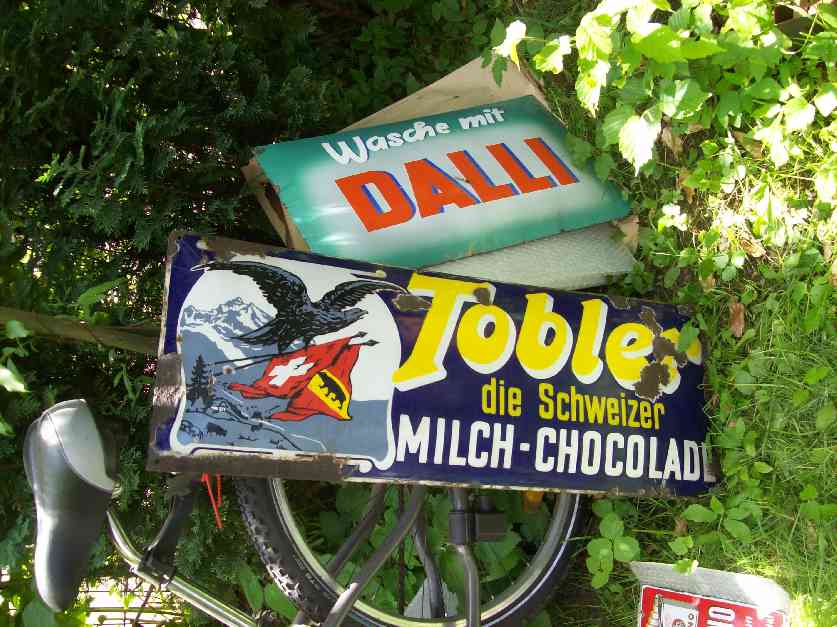 Wasche mit
DALLI
Tobler
die Schweizer
MILCH-CHOCOLADE